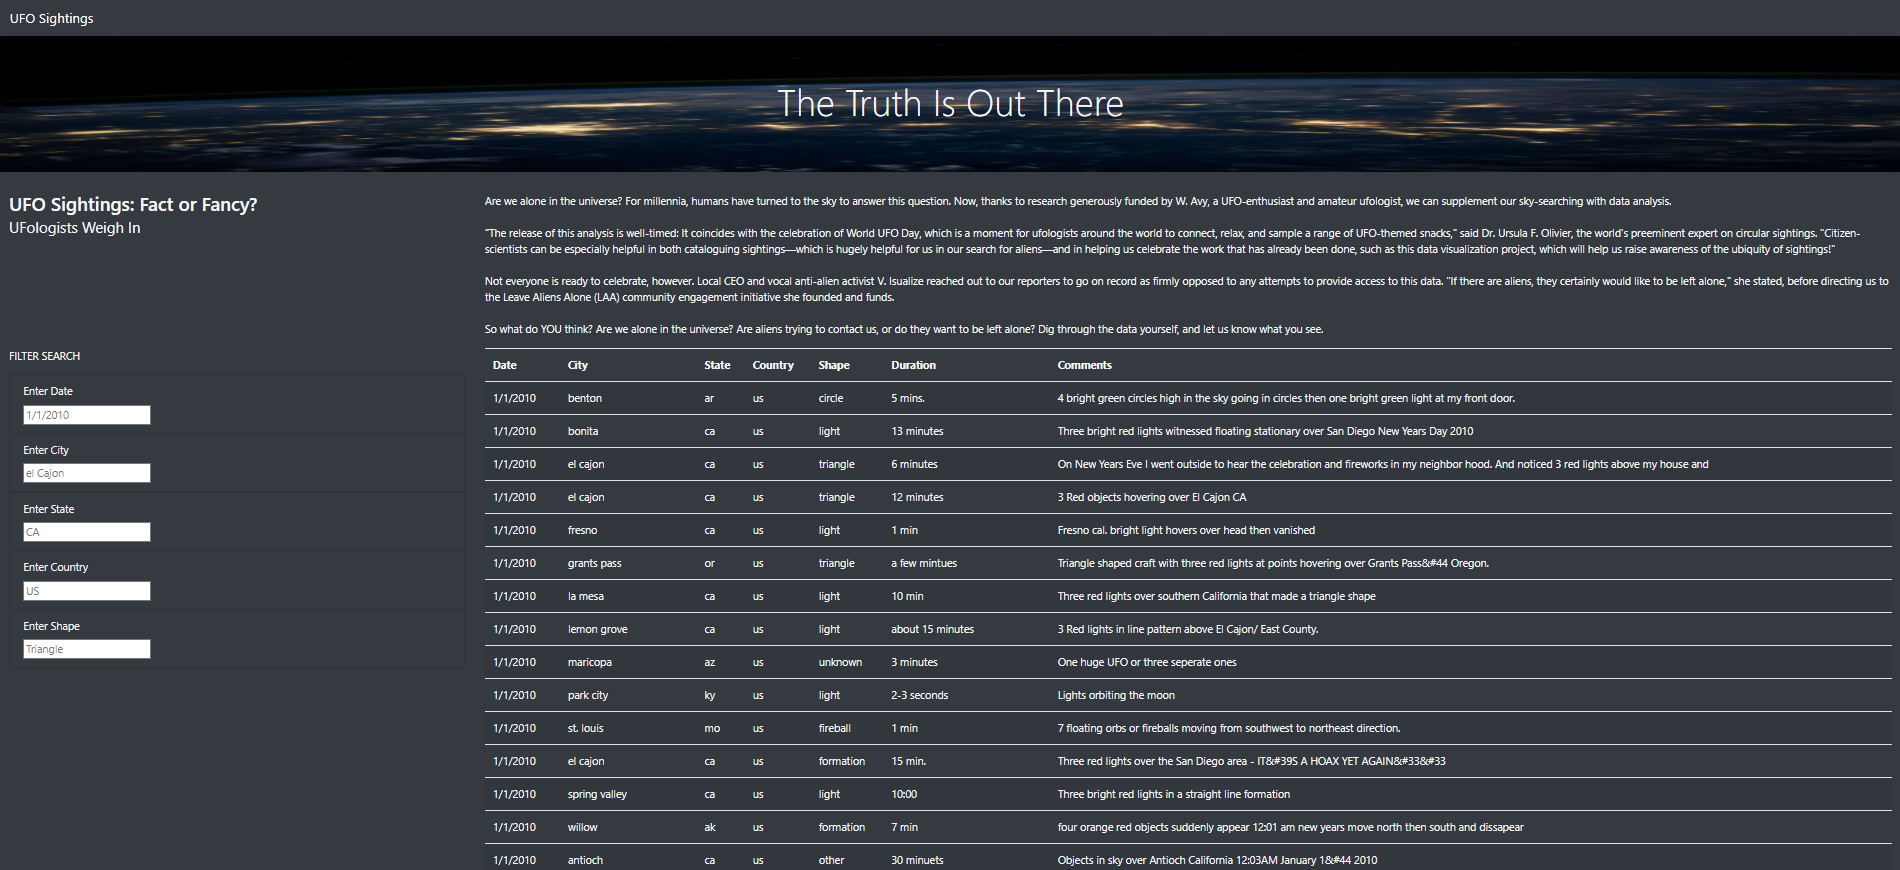 UFO Sightings
The Truth Is Out There
UFO Sightings: Fact or Fancy?
UFologists Weigh In
Are we alone in the universe? For millennia, humans have turned to the sky to answer this question. Now, thanks to research generously funded by W. Avy, a UFO-enthusiast and amateur ufologist, we can supplement our sky-searching with data analysis.
"The release of this analysis is well-timed: It coincides with the celebration of World UFO Day, which is a moment for ufologists around the world to connect, relax, and sample a range of UFO-themed snacks," said Dr. Ursula F. Olivier, the world's preeminent expert on circular sightings. "Citizen-
scientists can be especially helpful in both cataloguing sightings—which is hugely helpful for us in our search for aliens—and in helping us celebrate the work that has already been done, such as this data visualization project, which will help us raise awareness of the ubiquity of sightings!"
Not everyone is ready to celebrate, however. Local CEO and vocal anti-alien activist V. Isualize reached out to our reporters to go on record as firmly opposed to any attempts to provide access to this data. "If there are aliens, they certainly would like to be left alone," she stated, before directing us to
the Leave Aliens Alone (LAA) community engagement initiative she founded and funds.
So what do YOU think? Are we alone in the universe? Are aliens trying to contact us, or do they want to be left alone? Dig through the data yourself, and let us know what you see.
FILTER SEARCH
Enter Date
1/1/2010
Enter City
el Cajon
Enter State
CA
Enter Country
US
Enter Shape
Triangle
Date City State Country Shape Duration Comments
1/1/2010 benton ar us circle 5 mins. 4 bright green circles high in the sky going in circles then one bright green light at my front door.
1/1/2010 bonita ca us light 13 minutes Three bright red lights witnessed floating stationary over San Diego New Years Day 2010
1/1/2010 el cajon ca us triangle 6 minutes On New Years Eve I went outside to hear the celebration and fireworks in my neighbor hood. And noticed 3 red lights above my house and
1/1/2010 el cajon ca us triangle 12 minutes 3 Red objects hovering over El Cajon CA
1/1/2010 fresno ca us light 1 min Fresno cal. bright light hovers over head then vanished
1/1/2010 grants pass or us triangle a few mintues Triangle shaped craft with three red lights at points hovering over Grants Pass&#44 Oregon.
1/1/2010 la mesa ca us light 10 min Three red lights over southern California that made a triangle shape
1/1/2010 lemon grove ca us light about 15 minutes 3 Red lights in line pattern above El Cajon/ East County.
1/1/2010 maricopa az us unknown 3 minutes One huge UFO or three seperate ones
1/1/2010 park city ky us light 2-3 seconds Lights orbiting the moon
1/1/2010 st. louis mo us fireball 1 min 7 floating orbs or fireballs moving from southwest to northeast direction.
1/1/2010 el cajon ca us formation 15 min. Three red lights over the San Diego area - IT&#39S A HOAX YET AGAIN&#33&#33
1/1/2010 spring valley ca us light 10:00 Three bright red lights in a straight line formation
1/1/2010 willow ak us formation 7 min four orange red objects suddenly appear 12:01 am new years move north then south and dissapear
1/1/2010 antioch ca us other 30 minuets Objects in sky over Antioch California 12:03AM January 1&#44 2010